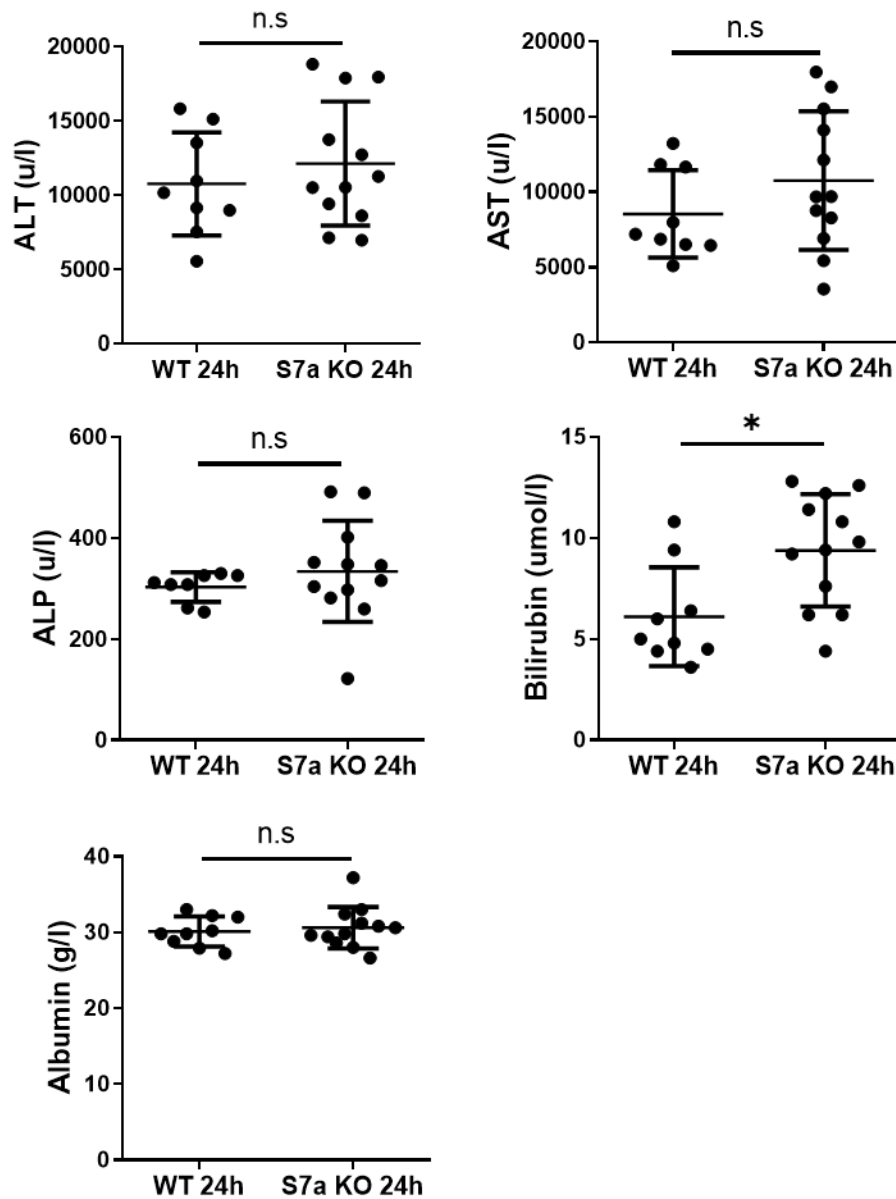 n.s
20000
15000
10000
5000
0
ALT (u/l)
WT 24h
S7a KO 24h
n.s
20000
15000
10000
5000
0
AST (u/l)
WT 24h
S7a KO 24h
n.s
600
400
200
0
ALP (u/l)
WT 24h
S7a KO 24h
*
15
10
5
0
Bilirubin (umol/l)
WT 24h
S7a KO 24h
n.s
40
30
20
10
0
Albumin (g/l)
WT 24h
S7a KO 24h